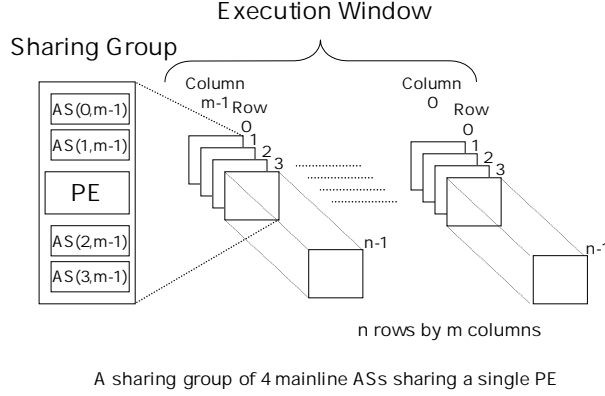 Execution Window
Sharing Group
Column
m-1
Row
0
1
2
3
n-1
Column
0
Row
0
1
2
3
n-1
AS(0,m-1)
AS(1,m-1)
PE
AS(2,m-1)
AS(3,m-1)
n rows by m columns
A sharing group of 4 mainline ASs sharing a single PE